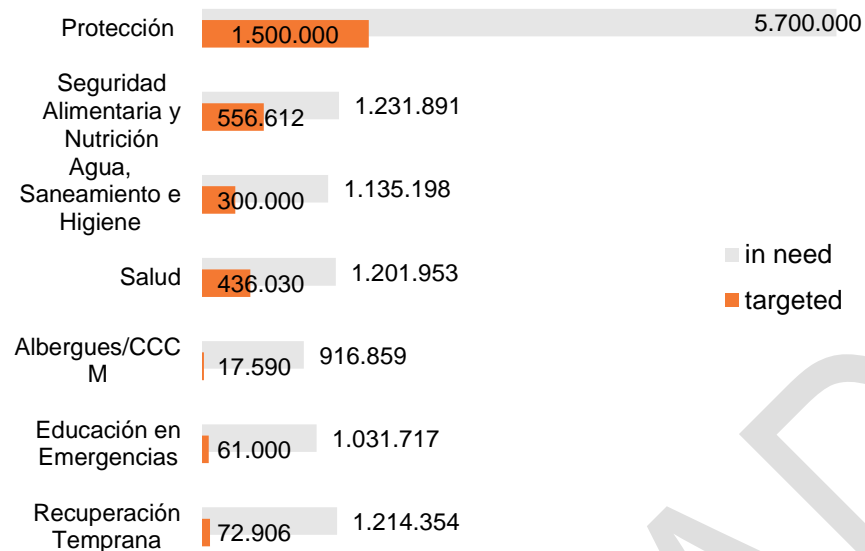 Protección
1.500.000
5.700.000
Seguridad
Alimentaria y
Nutrición
556.612
1.231.891
Agua,
Saneamiento e
Higiene
300.000
1.135.198
Salud
436.030
1.201.953
Albergues/CCC
M
17.590
916.859
Educación en
Emergencias
61.000
1.031.717
Recuperación
Temprana
72.906
1.214.354
in need
targeted